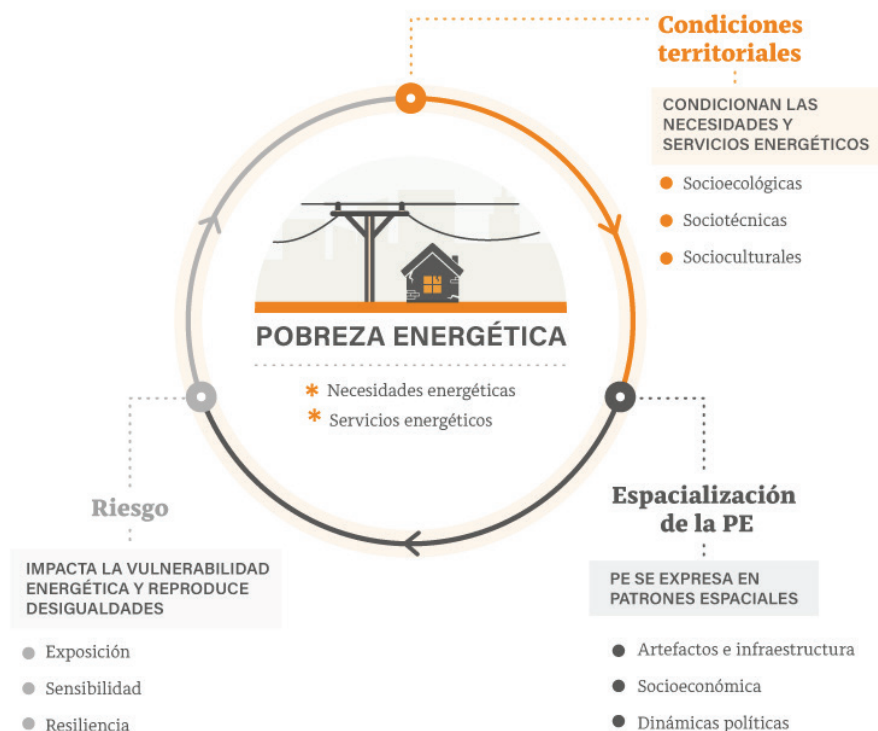 Condiciones
territoriales
CONDICIONAN LAS
NECESIDADES Y
SERVICIOS ENERGÉTICOS
Socioecológicas
Sociotécnicas
Socioculturales
POBREZA ENERGÉTICA
* Necesidades energéticas
* Servicios energéticos
Espacialización
de la PE
PE SE EXPRESA EN
PATRONES ESPACIALES
Artefactos e infraestructura
Socioeconómica
Dinámicas políticas
Riesgo
IMPACTA LA VULNERABILIDAD
ENERGÉTICA Y REPRODUCE
DESIGUALDADES
Exposición
Sensibilidad
Resiliencia